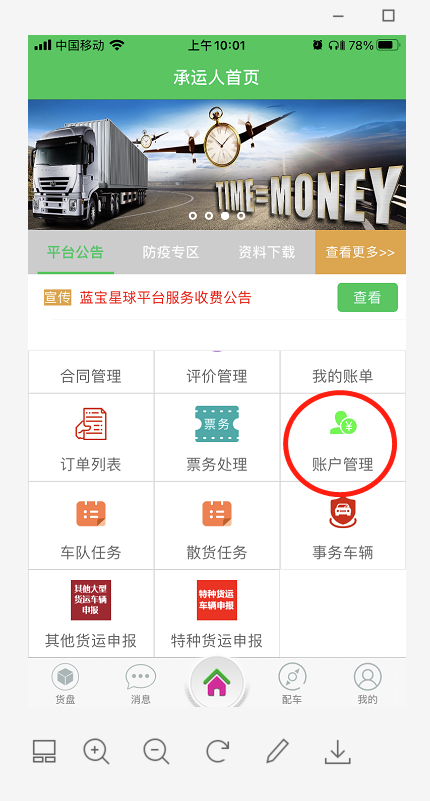 中国移动 上午10:01 78%
承运人首页
TIME=MONEY
平台公告 防疫专区 资料下载 查看更多>>
宣传 蓝宝星球平台服务收费公告 查看
合同管理 评价管理 我的账单
票务
¥
订单列表 票务处理 账户管理
车队任务 散货任务 事务车辆
其他大型
货运车辆
申报
特种货运
车辆申报
其他货运申报 特种货运申报
货盘 消息 配车 我的